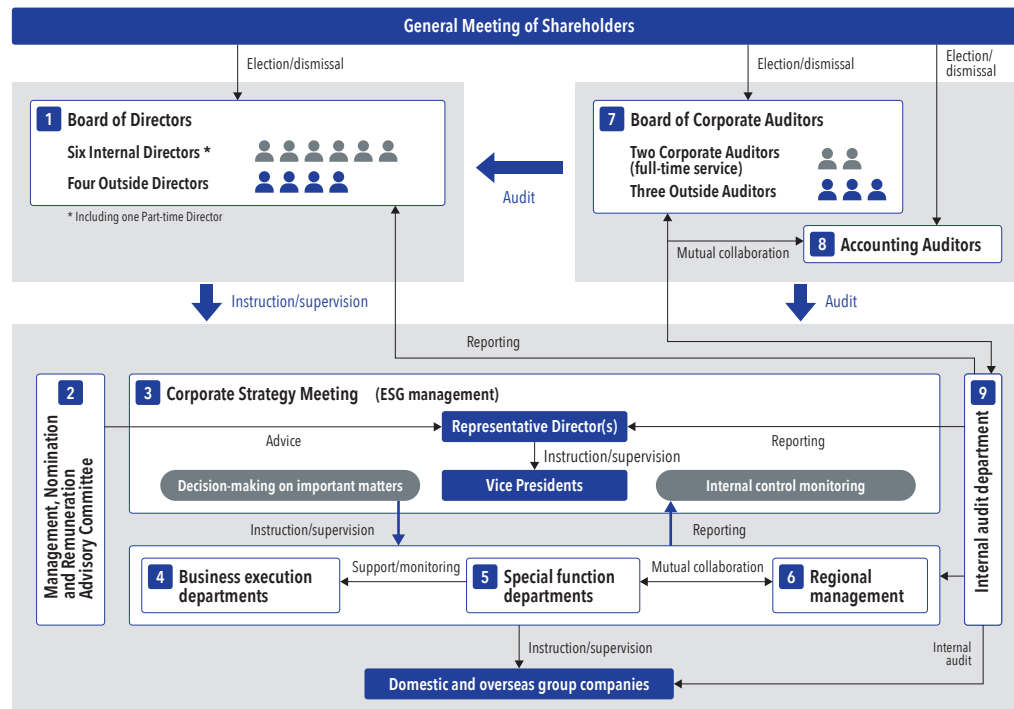 General Meeting of Shareholders
Election/dismissal
Election/dismissal
Election/
dismissal
1 Board of Directors
Six Internal Directors *
Four Outside Directors
* Including one Part-time Director
Audit
7 Board of Corporate Auditors
Two Corporate Auditors
(full-time service)
Three Outside Auditors
Mutual collaboration
8 Accounting Auditors
Instruction/supervision
Audit
Reporting
2
Management, Nomination
and Remuneration
Advisory Committee
3 Corporate Strategy Meeting (ESG management)
Representative Director(s)
Advice
Reporting
Instruction/supervision
Decision-making on important matters
Vice Presidents
Internal control monitoring
9
Internal audit department
Instruction/supervision
Reporting
4 Business execution
departments
Support/monitoring
5 Special function
departments
Mutual collaboration
6 Regional
management
Instruction/supervision
Internal
audit
Domestic and overseas group companies